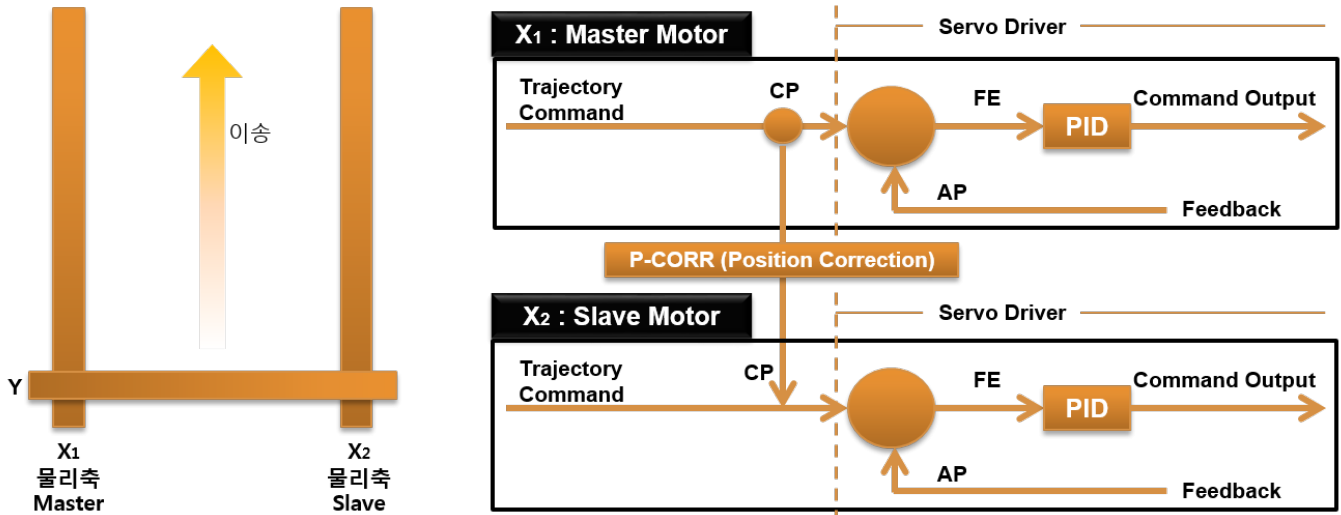 이송
Y
X1
물리축
Master
X2
물리축
Slave
X1 : Master Motor
Servo Driver
Trajectory
Command
CP
FE
PID
Command Output
AP
Feedback
P-CORR (Position Correction)
X2 : Slave Motor
Servo Driver
Trajectory
Command
CP
FE
PID
Command Output
AP
Feedback